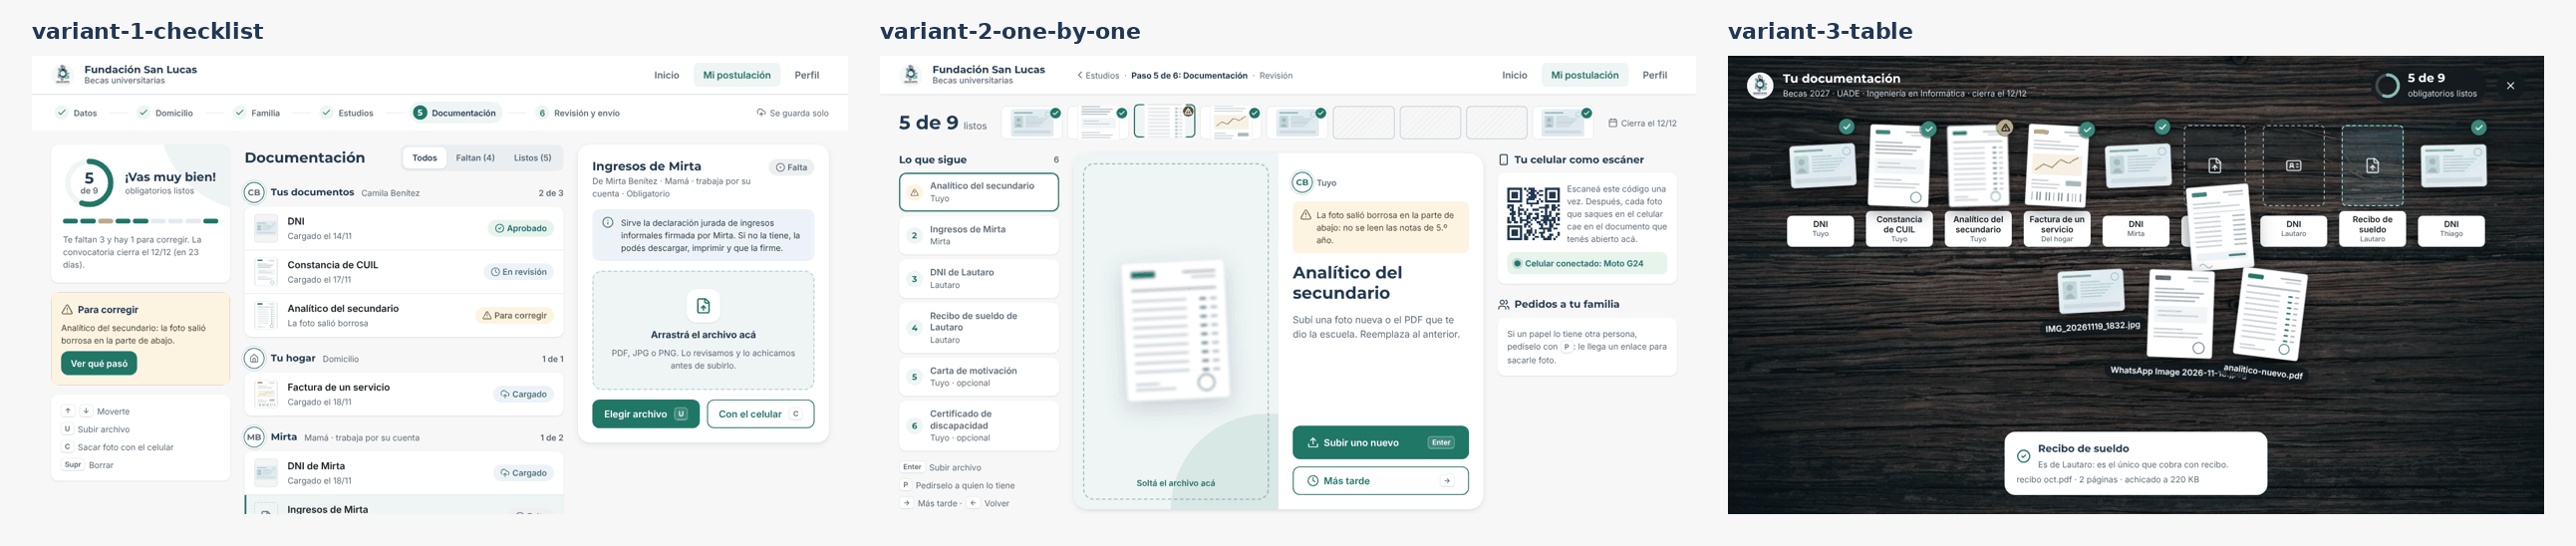 variant-1-checklist
Fundación San Lucas
Becas universitarias
Inicio
Mi postulación
Perfil
Datos
Domicilio
Familia
Estudios
5 Documentación
6 Revisión y envío
Se guarda solo
5
de 9
¡Vas muy bien!
obligatorios listos
Te faltan 3 y hay 1 para corregir. La
convocatoria cierra el 12/12 (en 23
días).
Para corregir
Analítico del secundario: la foto salió
borrosa en la parte de abajo.
Ver qué pasó
↑ ↓ Moverte
U Subir archivo
C Sacar foto con el celular
Supr Borrar
Documentación
Todos
Faltan (4)
Listos (5)
CB Tus documentos Camila Benítez 2 de 3
DNI
Cargado el 14/11
Aprobado
Constancia de CUIL
Cargado el 17/11
En revisión
Analítico del secundario
La foto salió borrosa
Para corregir
Tu hogar Domicilio 1 de 1
Factura de un servicio
Cargado el 18/11
Cargado
MB Mirta Mamá · trabaja por su cuenta 1 de 2
DNI de Mirta
Cargado el 18/11
Cargado
Ingresos de Mirta
Ingresos de Mirta
Falta
De Mirta Benítez · Mamá · trabaja por su
cuenta · Obligatorio
Sirve la declaración jurada de ingresos
informales firmada por Mirta. Si no la tiene, la
podés descargar, imprimir y que la firme.
Arrastrá el archivo acá
PDF, JPG o PNG. Lo revisamos y lo achicamos
antes de subirlo.
Elegir archivo U
Con el celular C
variant-2-one-by-one
Fundación San Lucas
Becas universitarias
Estudios · Paso 5 de 6: Documentación · Revisión
Inicio
Mi postulación
Perfil
5 de 9 listos
Cierra el 12/12
Lo que sigue 6
Analítico del secundario
Tuyo
2 Ingresos de Mirta
Mirta
3 DNI de Lautaro
Lautaro
4 Recibo de sueldo de
Lautaro
Lautaro
5 Carta de motivación
Tuyo · opcional
6 Certificado de
discapacidad
Tuyo · opcional
Enter Subir archivo
P Pedírselo a quien lo tiene
→ Más tarde · ← Volver
Soltá el archivo acá
CB Tuyo
La foto salió borrosa en la parte de
abajo: no se leen las notas de 5.º
año.
Analítico del
secundario
Subí una foto nueva o el PDF que te
dio la escuela. Reemplaza al anterior.
Subir uno nuevo Enter
Más tarde →
Tu celular como escáner
Escaneá este código una
vez. Después, cada foto
que saques en el celular
cae en el documento que
tenés abierto acá.
Celular conectado: Moto G24
Pedidos a tu familia
Si un papel lo tiene otra persona,
pedíselo con P : le llega un enlace para
sacarle foto.
variant-3-table
Tu documentación
Becas 2027 · UADE · Ingeniería en Informática · cierra el 12/12
5 de 9
obligatorios listos
DNI
Tuyo
Constancia
de CUIL
Tuyo
Analítico del
secundario
Tuyo
Factura de un
servicio
Del hogar
DNI
Mirta
DNI
Lautaro
Recibo de
sueldo
Lautaro
DNI
Thiago
IMG_20261119_1832.jpg
WhatsApp Image 2026-11-
analitico-nuevo.pdf
Recibo de sueldo
Es de Lautaro: es el único que cobra con recibo.
recibo oct.pdf · 2 páginas · achicado a 220 KB